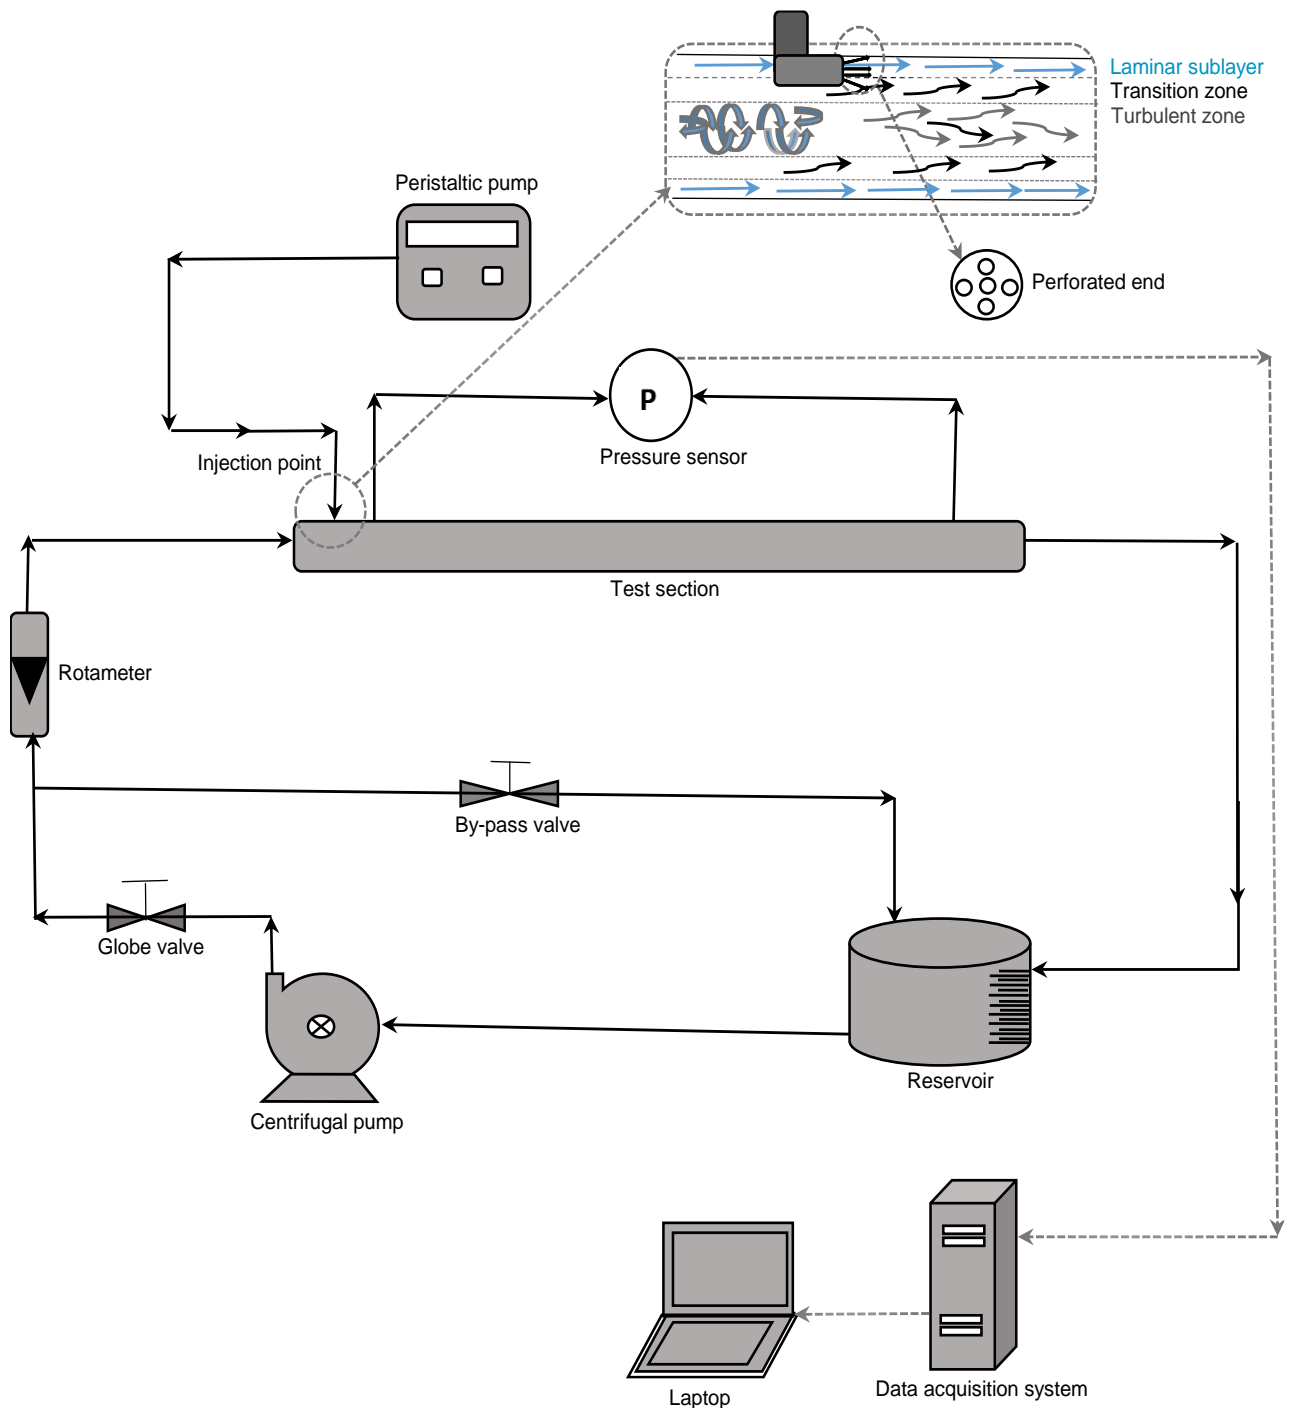 Laminar sublayer
Transition zone
Turbulent zone
Peristaltic pump
Perforated end
P
Pressure sensor
Injection point
Test section
Rotameter
By-pass valve
Globe valve
Reservoir
Centrifugal pump
Data acquisition system
Laptop